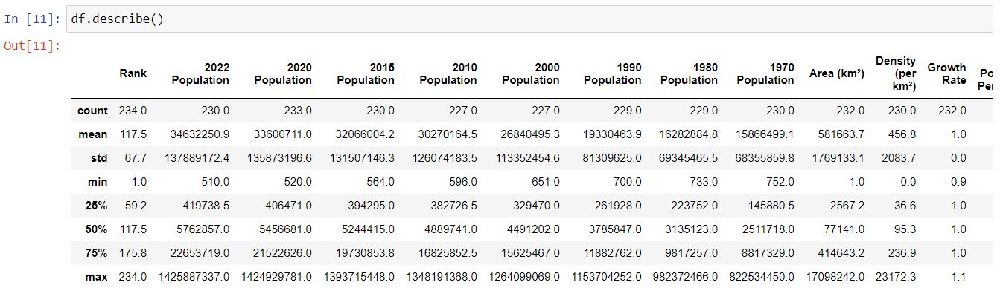 In [11]: df.describe()
Out[11]:
Rank 2022 Population 2020 Population 2015 Population 2010 Population 2000 Population 1990 Population 1980 Population 1970 Population Area (km²) Density (per km²) Growth Rate
count 234.0 230.0 233.0 230.0 227.0 227.0 229.0 229.0 230.0 232.0 230.0 232.0
mean 117.5 34632250.9 33600711.0 32066004.2 30270164.5 26840495.3 19330463.9 16282884.8 15866499.1 581663.7 456.8 1.0
std 67.7 137889172.4 135873196.6 131507146.3 126074183.5 113352454.6 81309625.0 69345465.5 68355859.8 1769133.1 2083.7 0.0
min 1.0 510.0 520.0 564.0 596.0 651.0 700.0 733.0 752.0 1.0 0.0 0.9
25% 59.2 419738.5 406471.0 394295.0 382726.5 329470.0 261928.0 223752.0 145880.5 2567.2 36.6 1.0
50% 117.5 5762857.0 5456681.0 5244415.0 4889741.0 4491202.0 3785847.0 3135123.0 2511718.0 77141.0 95.3 1.0
75% 175.8 22653719.0 21522626.0 19730853.8 16825852.5 15625467.0 11882762.0 9817257.0 8817329.0 414643.2 236.9 1.0
max 234.0 1425887337.0 1424929781.0 1393715448.0 1348191368.0 1264099069.0 1153704252.0 982372466.0 822534450.0 17098242.0 23172.3 1.1